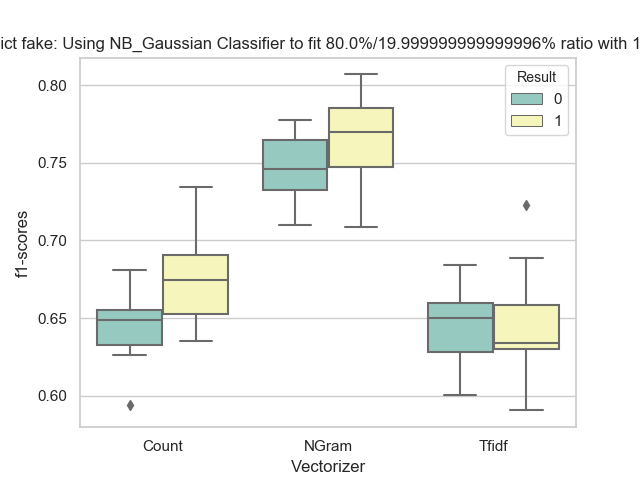 ict fake: Using NB_Gaussian Classifier to fit 80.0%/19.999999999999996% ratio with 1
0.80
0.75
0.70
0.65
0.60
f1-scores
Result
0
1
Count NGram Tfidf
Vectorizer